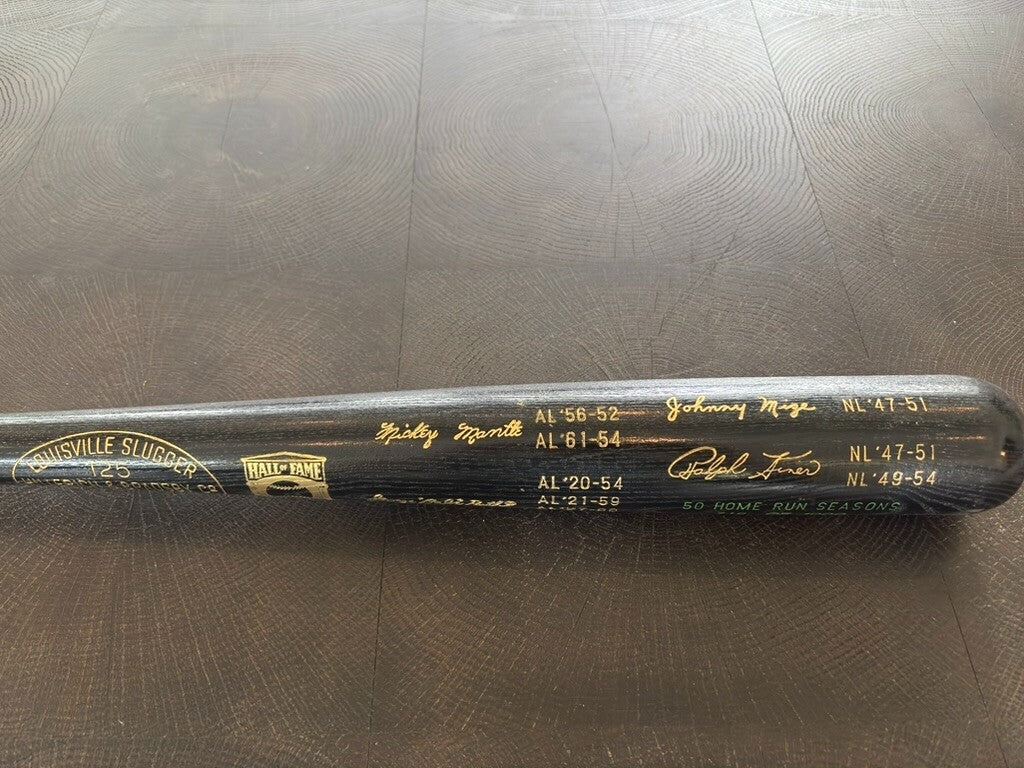 LOUISVILLE SLUGGER
125
HALL OF FAME
Mickey Mantle
AL '56-52
AL '61-54
AL '20-54
AL '21-59
Johnny Mize
NL '47-51
Ralph Kiner
NL '47-51
NL '49-54
50 HOME RUN SEASONS